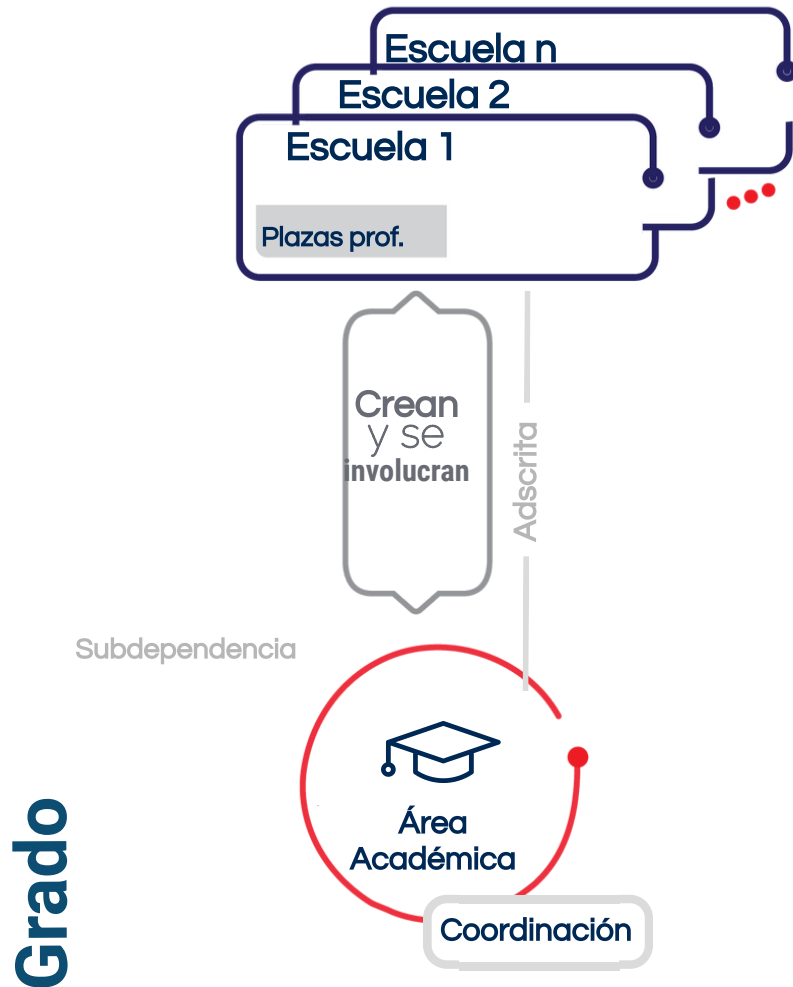 Escuela n
Escuela 2
Escuela 1
Plazas prof.
Crean
y se
involucran
Adscrita
Subdependencia
Área
Académica
Coordinación
Grado